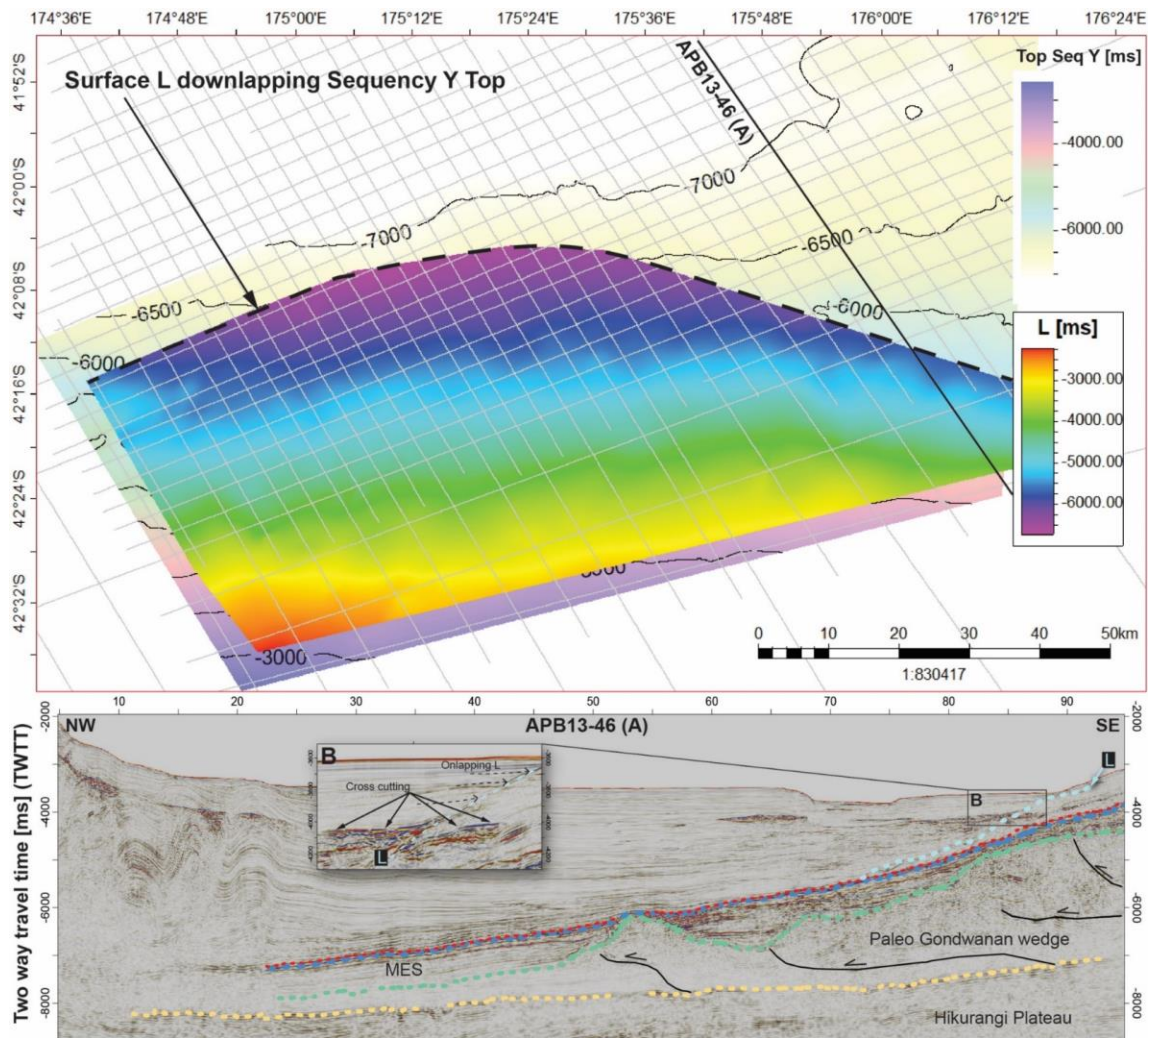 174°36'E 174°48'E 175°00'E 175°12'E 175°24'E 175°36'E 175°48'E 176°00'E 176°12'E 176°24'E
41°52'S
42°00'S
42°08'S
42°16'S
42°24'S
42°32'S
Surface L downlapping Sequency Y Top
APB13-46 (A)
Top Seq Y [ms]
-4000.00
-6000.00
-7000
-7000
-6500
-6500
-6000
-6000
-3000
L [ms]
-3000.00
-4000.00
-5000.00
-6000.00
0 10 20 30 40 50km
1:830417
10 30 50 60 70 80 90
NW APB13-46 (A) SE
Two way travel time [ms] (TWTT)
-2000
-4000
-6000
-8000
-2000
-4000
-6000
-8000
B
Onlapping L
Cross cutting
L
L
B
MES
Paleo Gondwanan wedge
Hikurangi Plateau